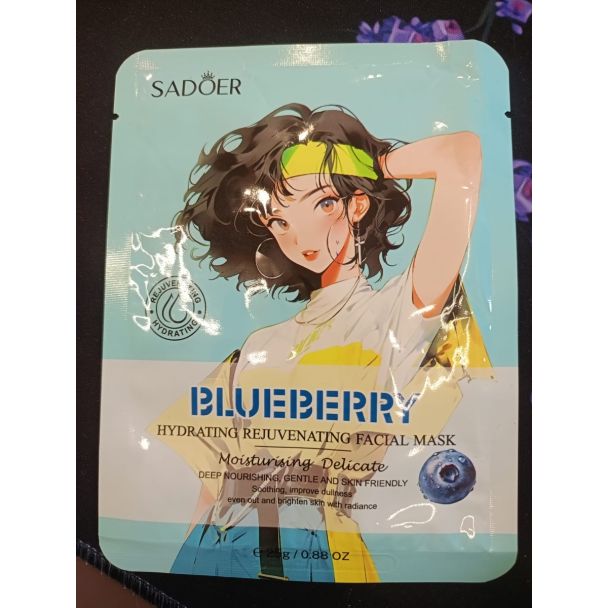 SADOER
REJUVENATING
HYDRATING
BLUEBERRY
HYDRATING REJUVENATING FACIAL MASK
Moisturising Delicate
DEEP NOURISHING, GENTLE AND SKIN FRIENDLY
Soothing, improve dullness
even out and brighten skin with radiance
℮ 25g / 0.88 OZ